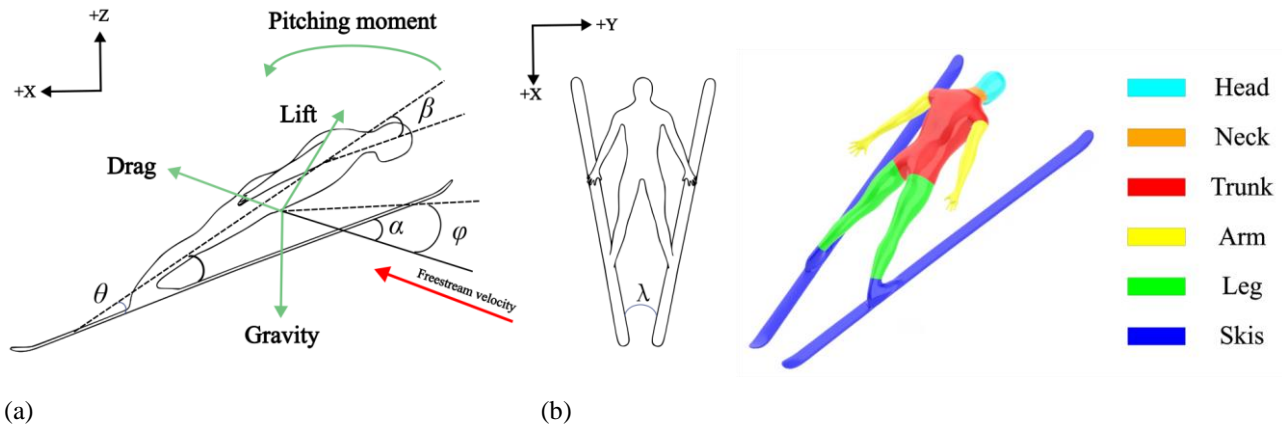 +Z
+X
Pitching moment
Lift
β
Drag
α
φ
Freestream velocity
θ
Gravity
+Y
+X
λ
Head
Neck
Trunk
Arm
Leg
Skis
(a)
(b)